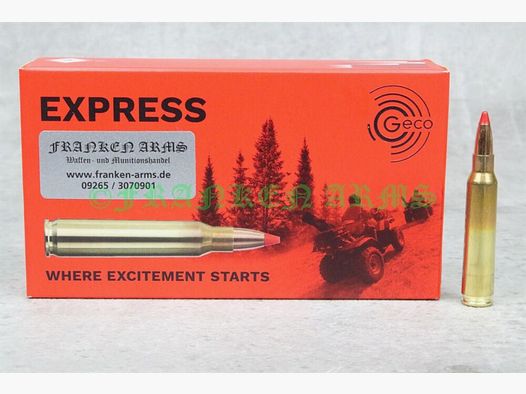 EXPRESS
Geco
FRANKEN ARMS
Waffen- und Munitionshandel
www.franken-arms.de
09265 / 3070901
©FRANKEN ARMS
WHERE EXCITEMENT STARTS